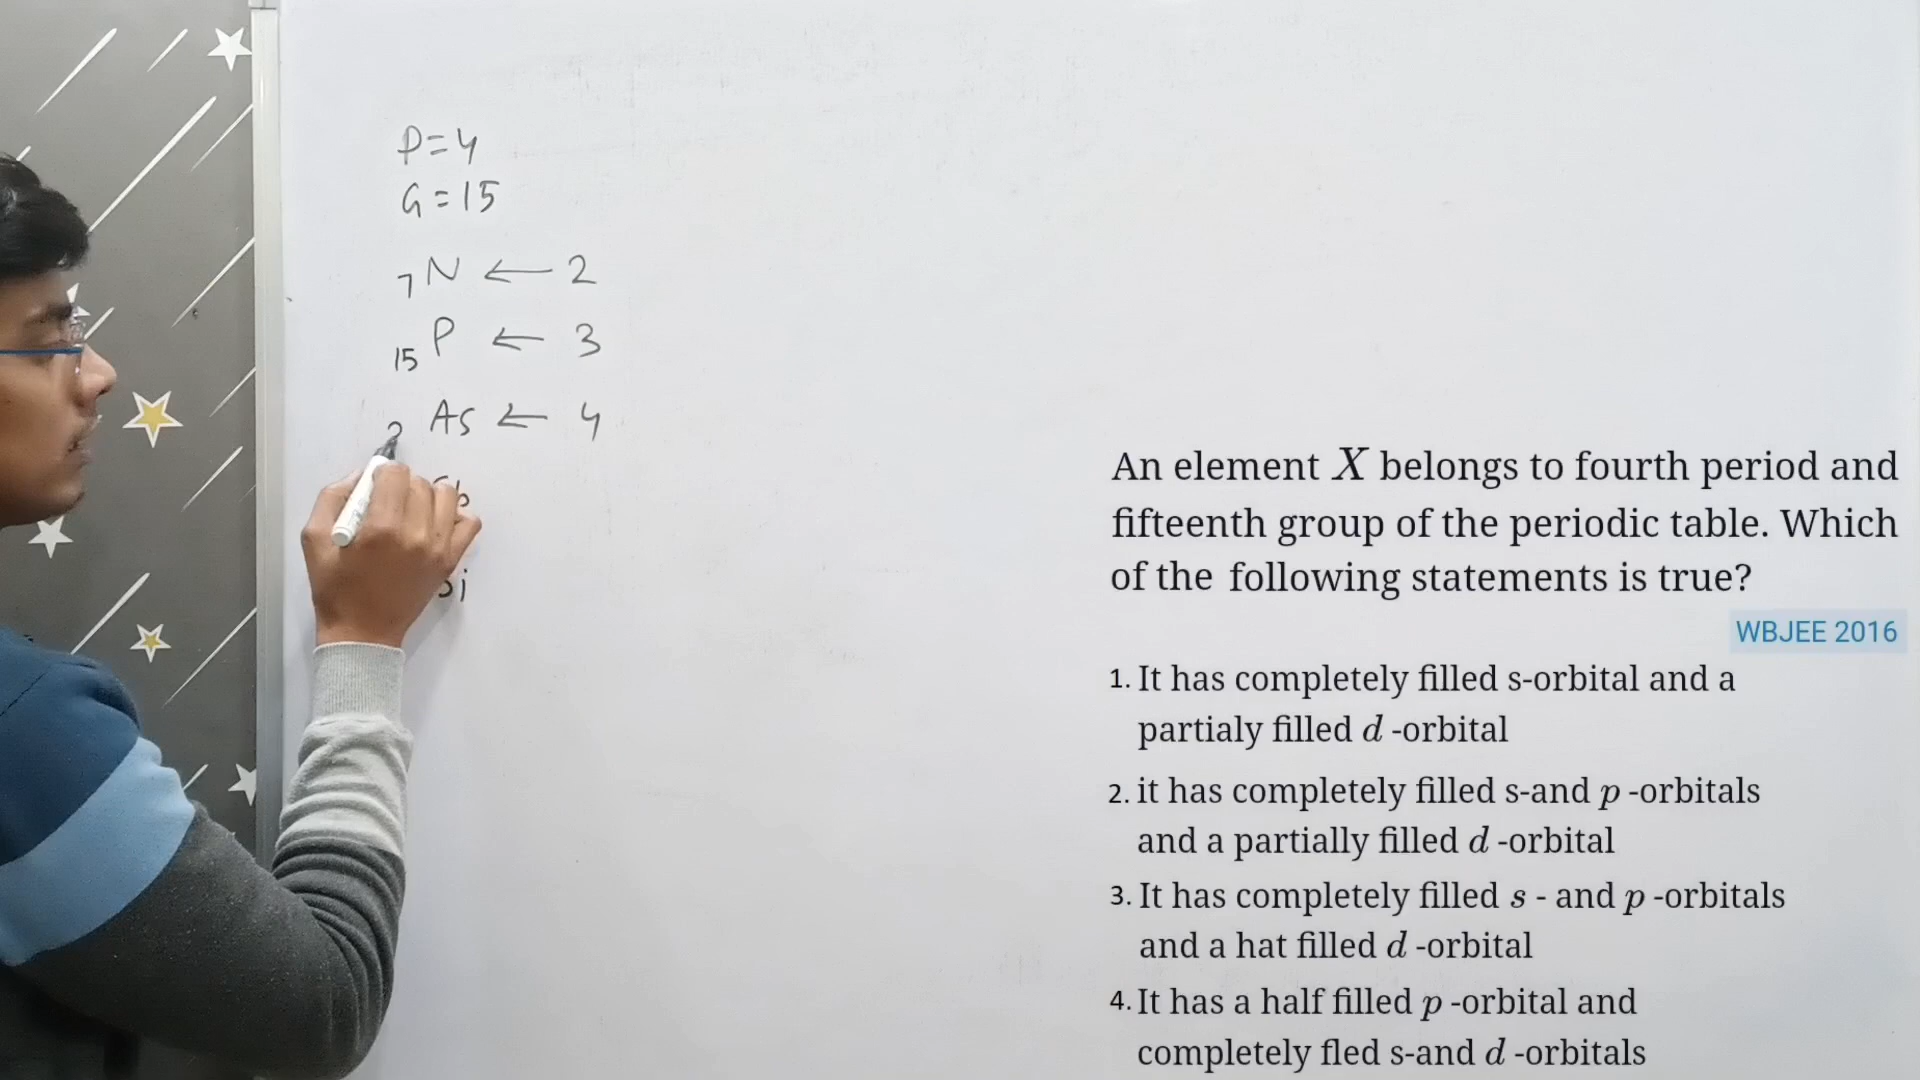 P=4
G=15
7N ← 2
15P ← 3
As ← 4
An element X belongs to fourth period and
fifteenth group of the periodic table. Which
of the following statements is true?
WBJEE 2016
1. It has completely filled s-orbital and a
partialy filled d -orbital
2. it has completely filled s-and p -orbitals
and a partially filled d -orbital
3. It has completely filled s - and p -orbitals
and a hat filled d -orbital
4. It has a half filled p -orbital and
completely fled s-and d -orbitals